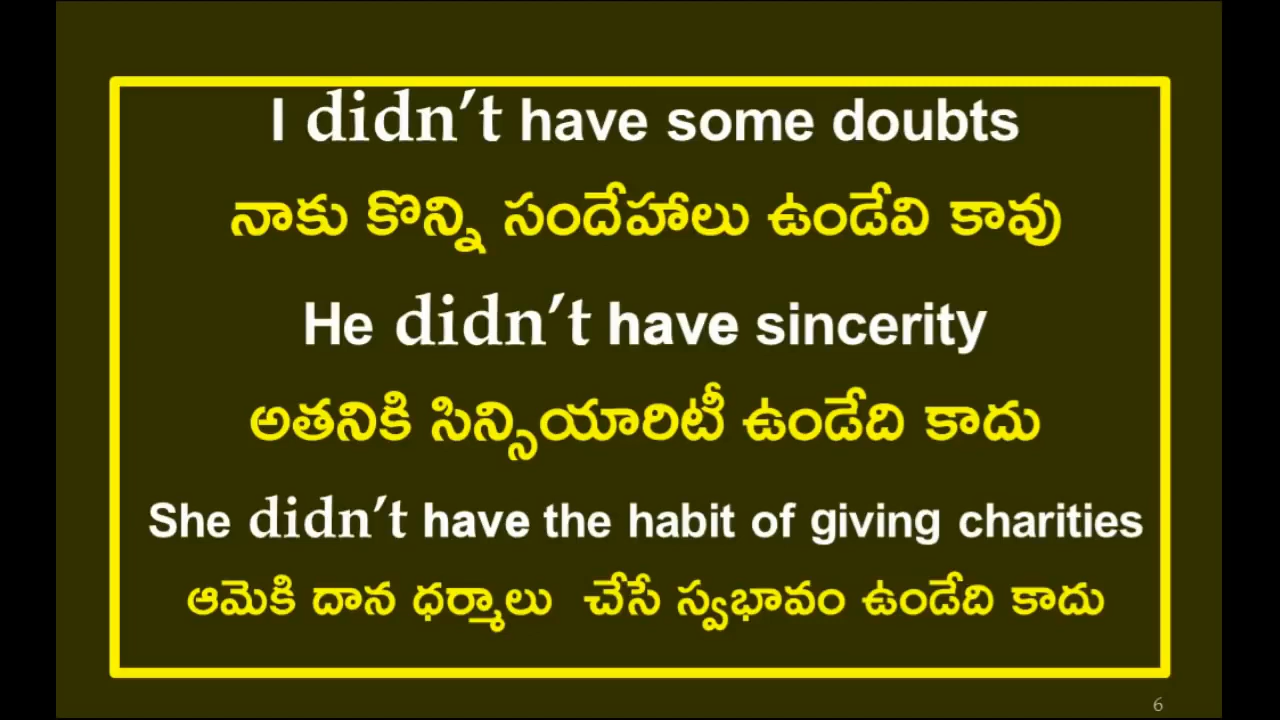 I didn't have some doubts
నాకు కొన్ని సందేహాలు ఉండేవి కావు
He didn't have sincerity
అతనికి సిన్సియారిటీ ఉండేది కాదు
She didn't have the habit of giving charities
ఆమెకి దాన ధర్మాలు చేసే స్వభావం ఉండేది కాదు
6